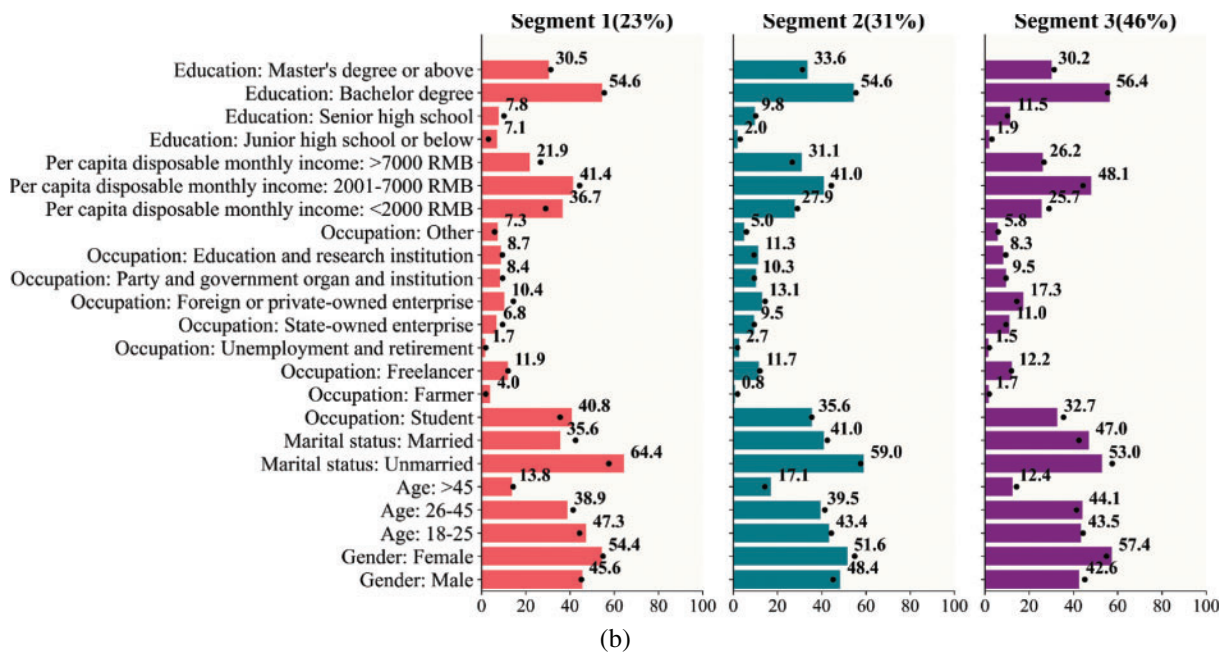 Segment 1(23%) Segment 2(31%) Segment 3(46%)
Education: Master's degree or above 30.5 33.6 30.2
Education: Bachelor degree 54.6 54.6 56.4
Education: Senior high school 7.8 9.8 11.5
Education: Junior high school or below 7.1 2.0 1.9
Per capita disposable monthly income: >7000 RMB 21.9 31.1 26.2
Per capita disposable monthly income: 2001-7000 RMB 41.4 41.0 48.1
Per capita disposable monthly income: <2000 RMB 36.7 27.9 25.7
Occupation: Other 7.3 5.0 5.8
Occupation: Education and research institution 8.7 11.3 8.3
Occupation: Party and government organ and institution 8.4 10.3 9.5
Occupation: Foreign or private-owned enterprise 10.4 13.1 17.3
Occupation: State-owned enterprise 6.8 9.5 11.0
Occupation: Unemployment and retirement 1.7 2.7 1.5
Occupation: Freelancer 11.9 11.7 12.2
Occupation: Farmer 4.0 0.8 1.7
Occupation: Student 40.8 35.6 32.7
Marital status: Married 35.6 41.0 47.0
Marital status: Unmarried 64.4 59.0 53.0
Age: >45 13.8 17.1 12.4
Age: 26-45 38.9 39.5 44.1
Age: 18-25 47.3 43.4 43.5
Gender: Female 54.4 51.6 57.4
Gender: Male 45.6 48.4 42.6
0 20 40 60 80 100 0 20 40 60 80 100 0 20 40 60 80 100
(b)